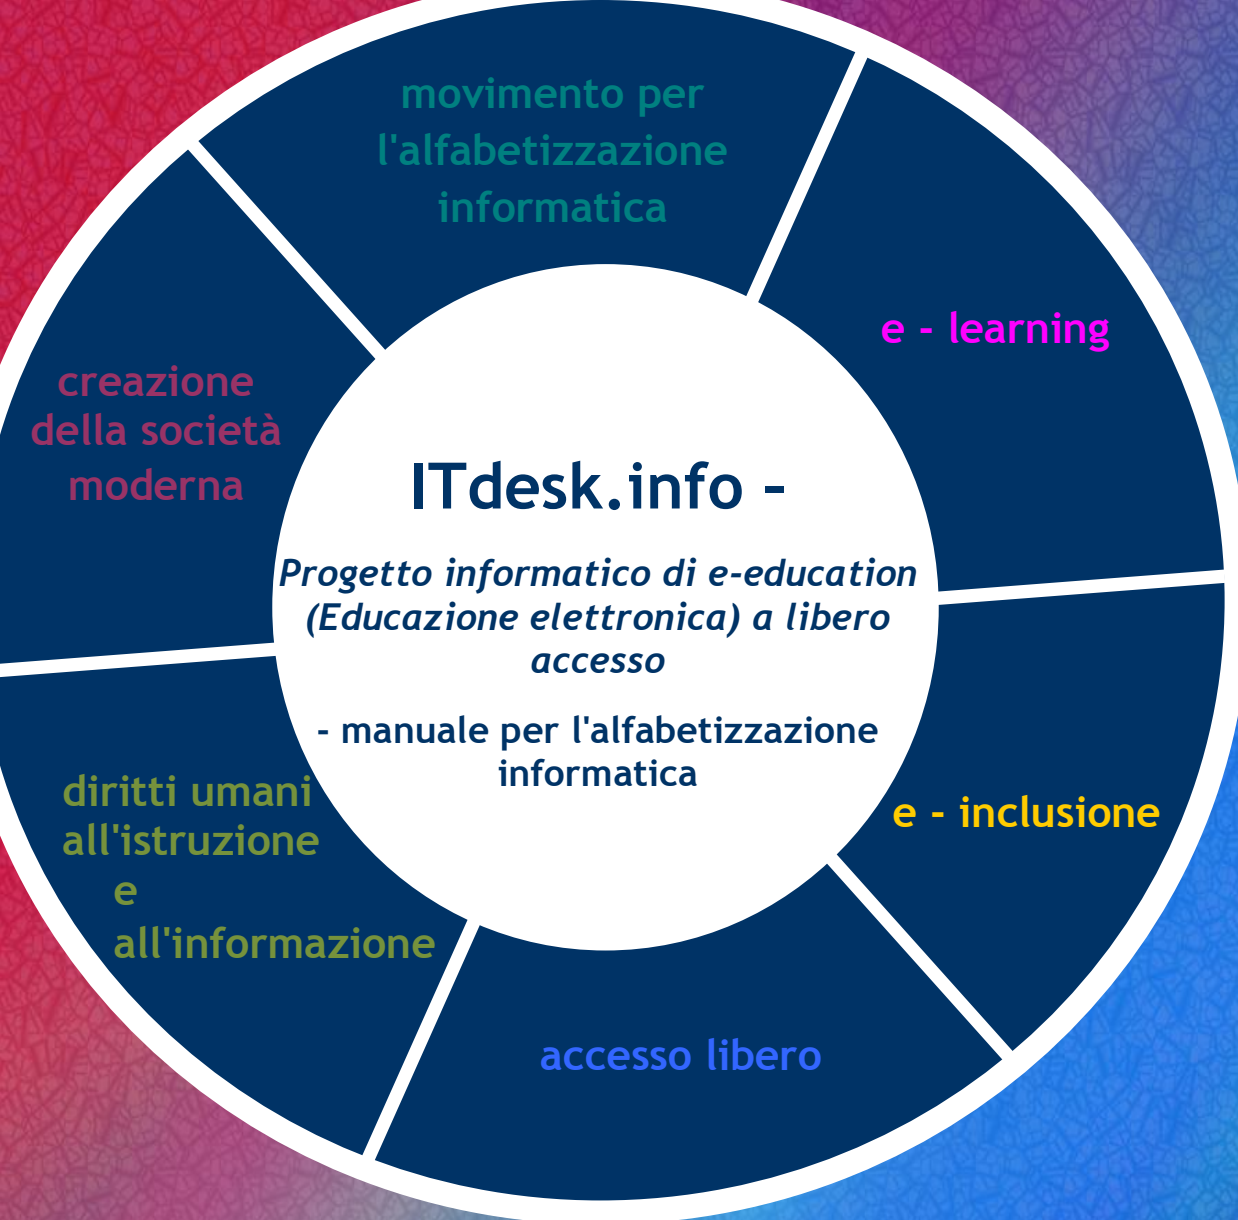 movimento per
l'alfabetizzazione
informatica
e - learning
creazione
della società
moderna
ITdesk.info –
Progetto informatico di e-education
(Educazione elettronica) a libero
accesso
- manuale per l'alfabetizzazione
informatica
e - inclusione
diritti umani
all'istruzione
e
all'informazione
accesso libero